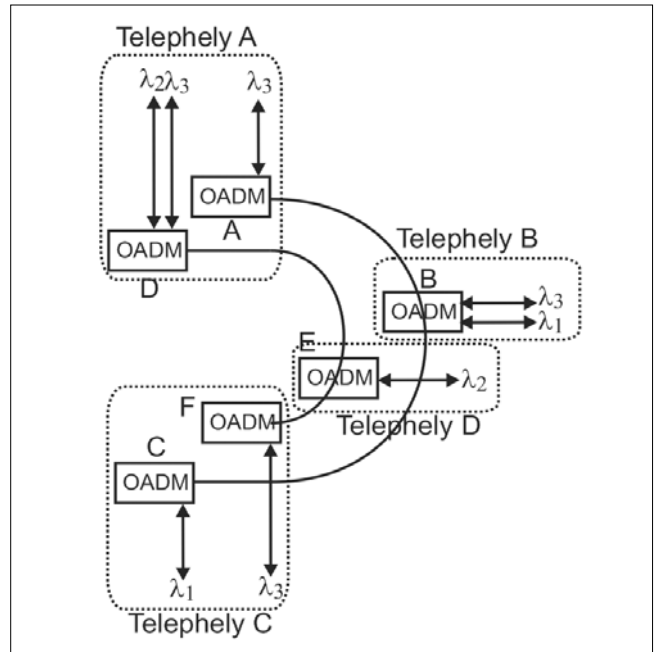 Telephely A
λ2λ3 λ3
OADM
A
OADM
D
Telephely B
B
OADM
λ3
λ1
E
OADM
λ2
Telephely D
F
OADM
C
OADM
λ1
λ3
Telephely C